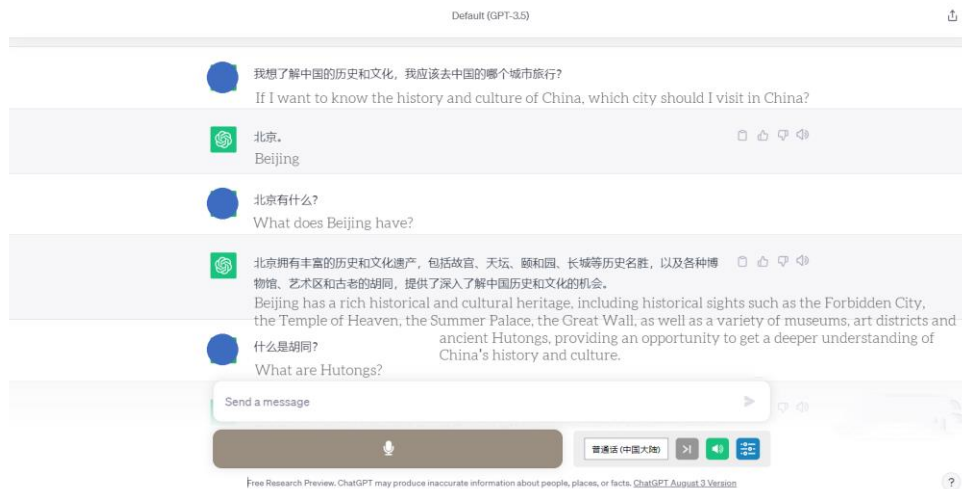 Default (GPT-3.5)
我想了解中国的历史和文化，我应该去中国的哪个城市旅行？
If I want to know the history and culture of China, which city should I visit in China?
北京。
Beijing
北京有什么？
What does Beijing have?
北京拥有丰富的历史和文化遗产，包括故宫、天坛、颐和园、长城等历史名胜，以及各种博
物馆、艺术区和古老的胡同，提供了深入了解中国历史和文化的机会。
Beijing has a rich historical and cultural heritage, including historical sights such as the Forbidden City,
the Temple of Heaven, the Summer Palace, the Great Wall, as well as a variety of museums, art districts and
ancient Hutongs, providing an opportunity to get a deeper understanding of
China's history and culture.
什么是胡同？
What are Hutongs?
Send a message
普通话 (中国大陆)
Free Research Preview. ChatGPT may produce inaccurate information about people, places, or facts. ChatGPT August 3 Version
?